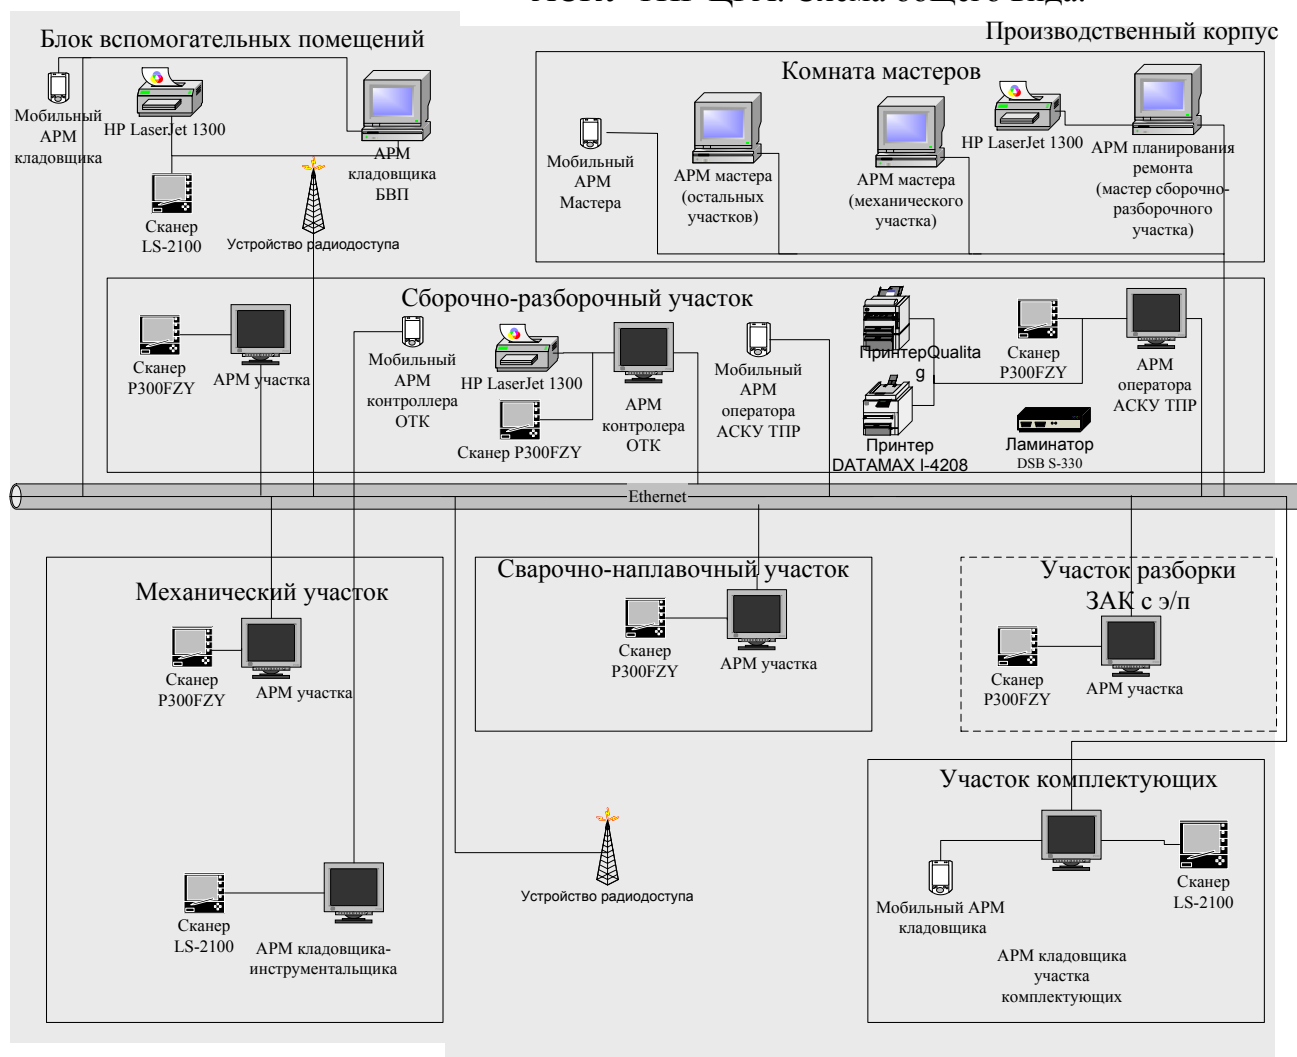 Блок вспомогательных помещений
Производственный корпус
Мобильный
АРМ
кладовщика
HP LaserJet 1300
АРМ
кладовщика
БВП
Сканер
LS-2100
Устройство радиодоступа
Комната мастеров
Мобильный
АРМ
Мастера
АРМ мастера
(остальных
участков)
АРМ мастера
(механического
участка)
HP LaserJet 1300
АРМ планирования
ремонта
(мастер сборочно-
разборочного
участка)
Сборочно-разборочный участок
Сканер
P300FZY
АРМ участка
Мобильный
АРМ
контроллера
ОТК
HP LaserJet 1300
Сканер P300FZY
АРМ
контролера
ОТК
Мобильный
АРМ
оператора
АСКУ ТПР
ПринтерQualita
g
Принтер
DATAMAX I-4208
Сканер
P300FZY
Ламинатор
DSB S-330
АРМ
оператора
АСКУ ТПР
Ethernet
Механический участок
Сканер
P300FZY
АРМ участка
Сканер
LS-2100
АРМ кладовщика-
инструментальщика
Сварочно-наплавочный участок
Сканер
P300FZY
АРМ участка
Устройство радиодоступа
Участок разборки
ЗАК с э/п
Сканер
P300FZY
АРМ участка
Участок комплектующих
Мобильный АРМ
кладовщика
Сканер
LS-2100
АРМ кладовщика
участка
комплектующих